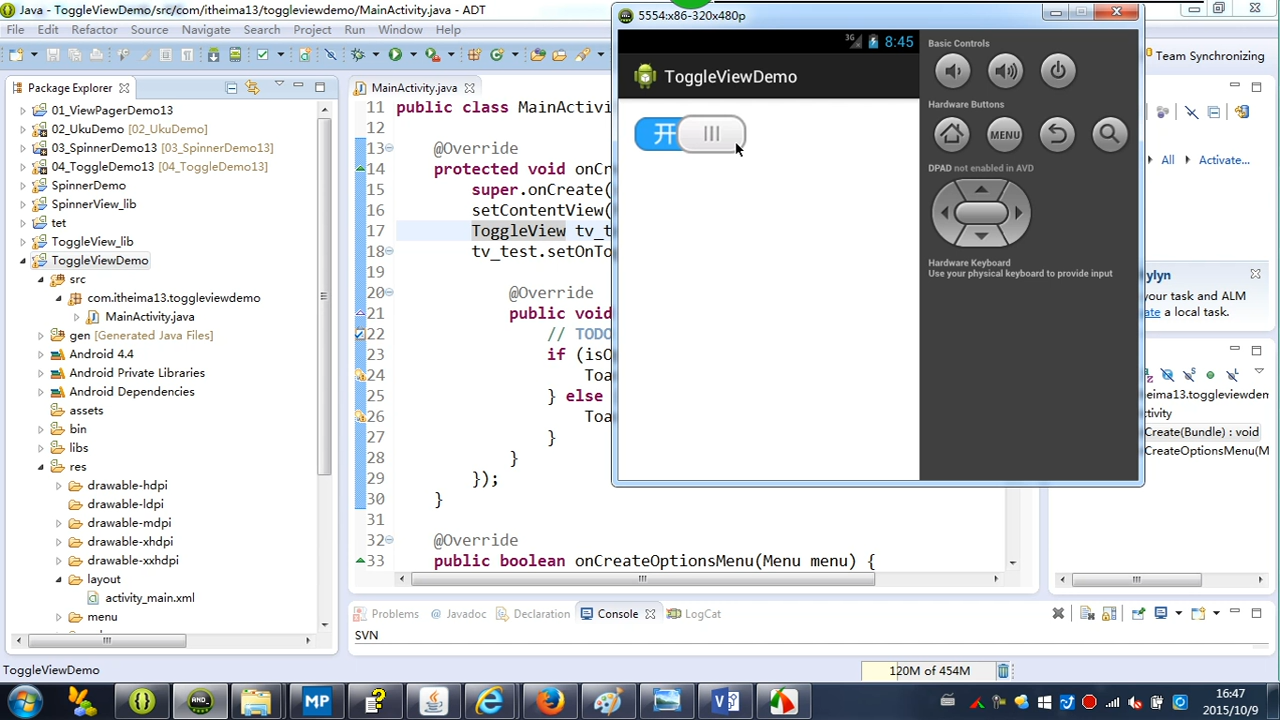 Java - ToggleViewDemo/src/com/itheima13/toggleviewdemo/MainActivity.java - ADT
File Edit Refactor Source Navigate Search Project Run Window Help
Team Synchronizing
Package Explorer
01_ViewPagerDemo13
02_UkuDemo [02_UkuDemo]
03_SpinnerDemo13 [03_SpinnerDemo13]
04_ToggleDemo13 [04_ToggleDemo13]
SpinnerDemo
SpinnerView_lib
tet
ToggleView_lib
ToggleViewDemo
src
com.itheima13.toggleviewdemo
MainActivity.java
gen [Generated Java Files]
Android 4.4
Android Private Libraries
Android Dependencies
assets
bin
libs
res
drawable-hdpi
drawable-ldpi
drawable-mdpi
drawable-xhdpi
drawable-xxhdpi
layout
activity_main.xml
menu
MainActivity.java
11 public class MainActivi
12
13 @Override
14 protected void onCr
15 super.onCreate(
16 setContentView(
17 ToggleView tv_t
18 tv_test.setOnTo
19
20 @Override
21 public void
22 // TODO
23 if (isO
24 Toa
25 } else
26 Toa
27 }
28 }
29 });
30 }
31
32 @Override
33 public boolean onCreateOptionsMenu(Menu menu) {
5554:x86-320x480p
3G 8:45
ToggleViewDemo
开
Basic Controls
Hardware Buttons
MENU
DPAD not enabled in AVD
Hardware Keyboard
Use your physical keyboard to provide input
All Activate...
ylyn
your task and ALM
ate a local task.
heima13.toggleviewdem
ctivity
Create(Bundle) : void
CreateOptionsMenu(M
Problems @ Javadoc Declaration Console LogCat
SVN
ToggleViewDemo
120M of 454M
16:47
2015/10/9